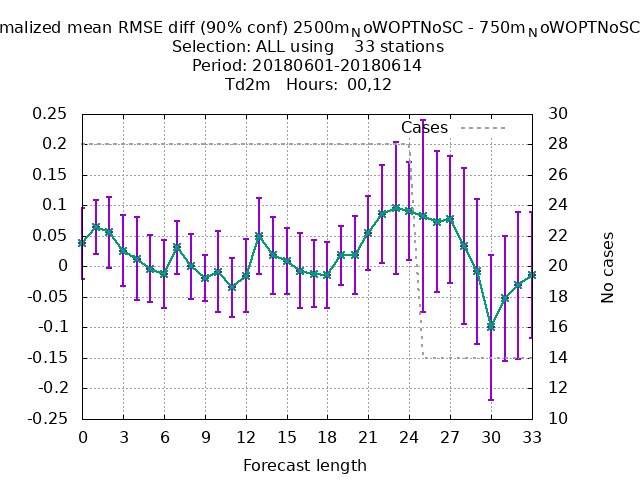 malized mean RMSE diff (90% conf) 2500mNoWOPTNoSC - 750mNoWOPTNoSC
Selection: ALL using 33 stations
Period: 20180601-20180614
Td2m Hours: 00,12
Cases
0.25
0.2
0.15
0.1
0.05
0
-0.05
-0.1
-0.15
-0.2
-0.25
30
28
26
24
22
20
18
16
14
12
10
No cases
0 3 6 9 12 15 18 21 24 27 30 33
Forecast length